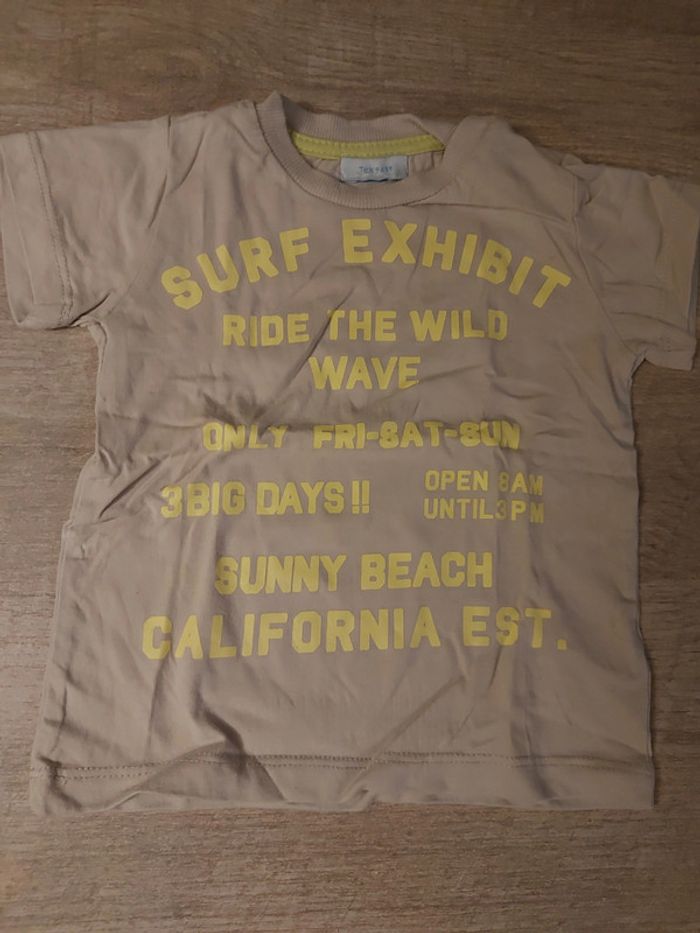 SURF EXHIBIT
RIDE THE WILD
WAVE
ONLY FRI-SAT-SUN
3 BIG DAYS!!
OPEN 8AM
UNTIL 3PM
SUNNY BEACH
CALIFORNIA EST.